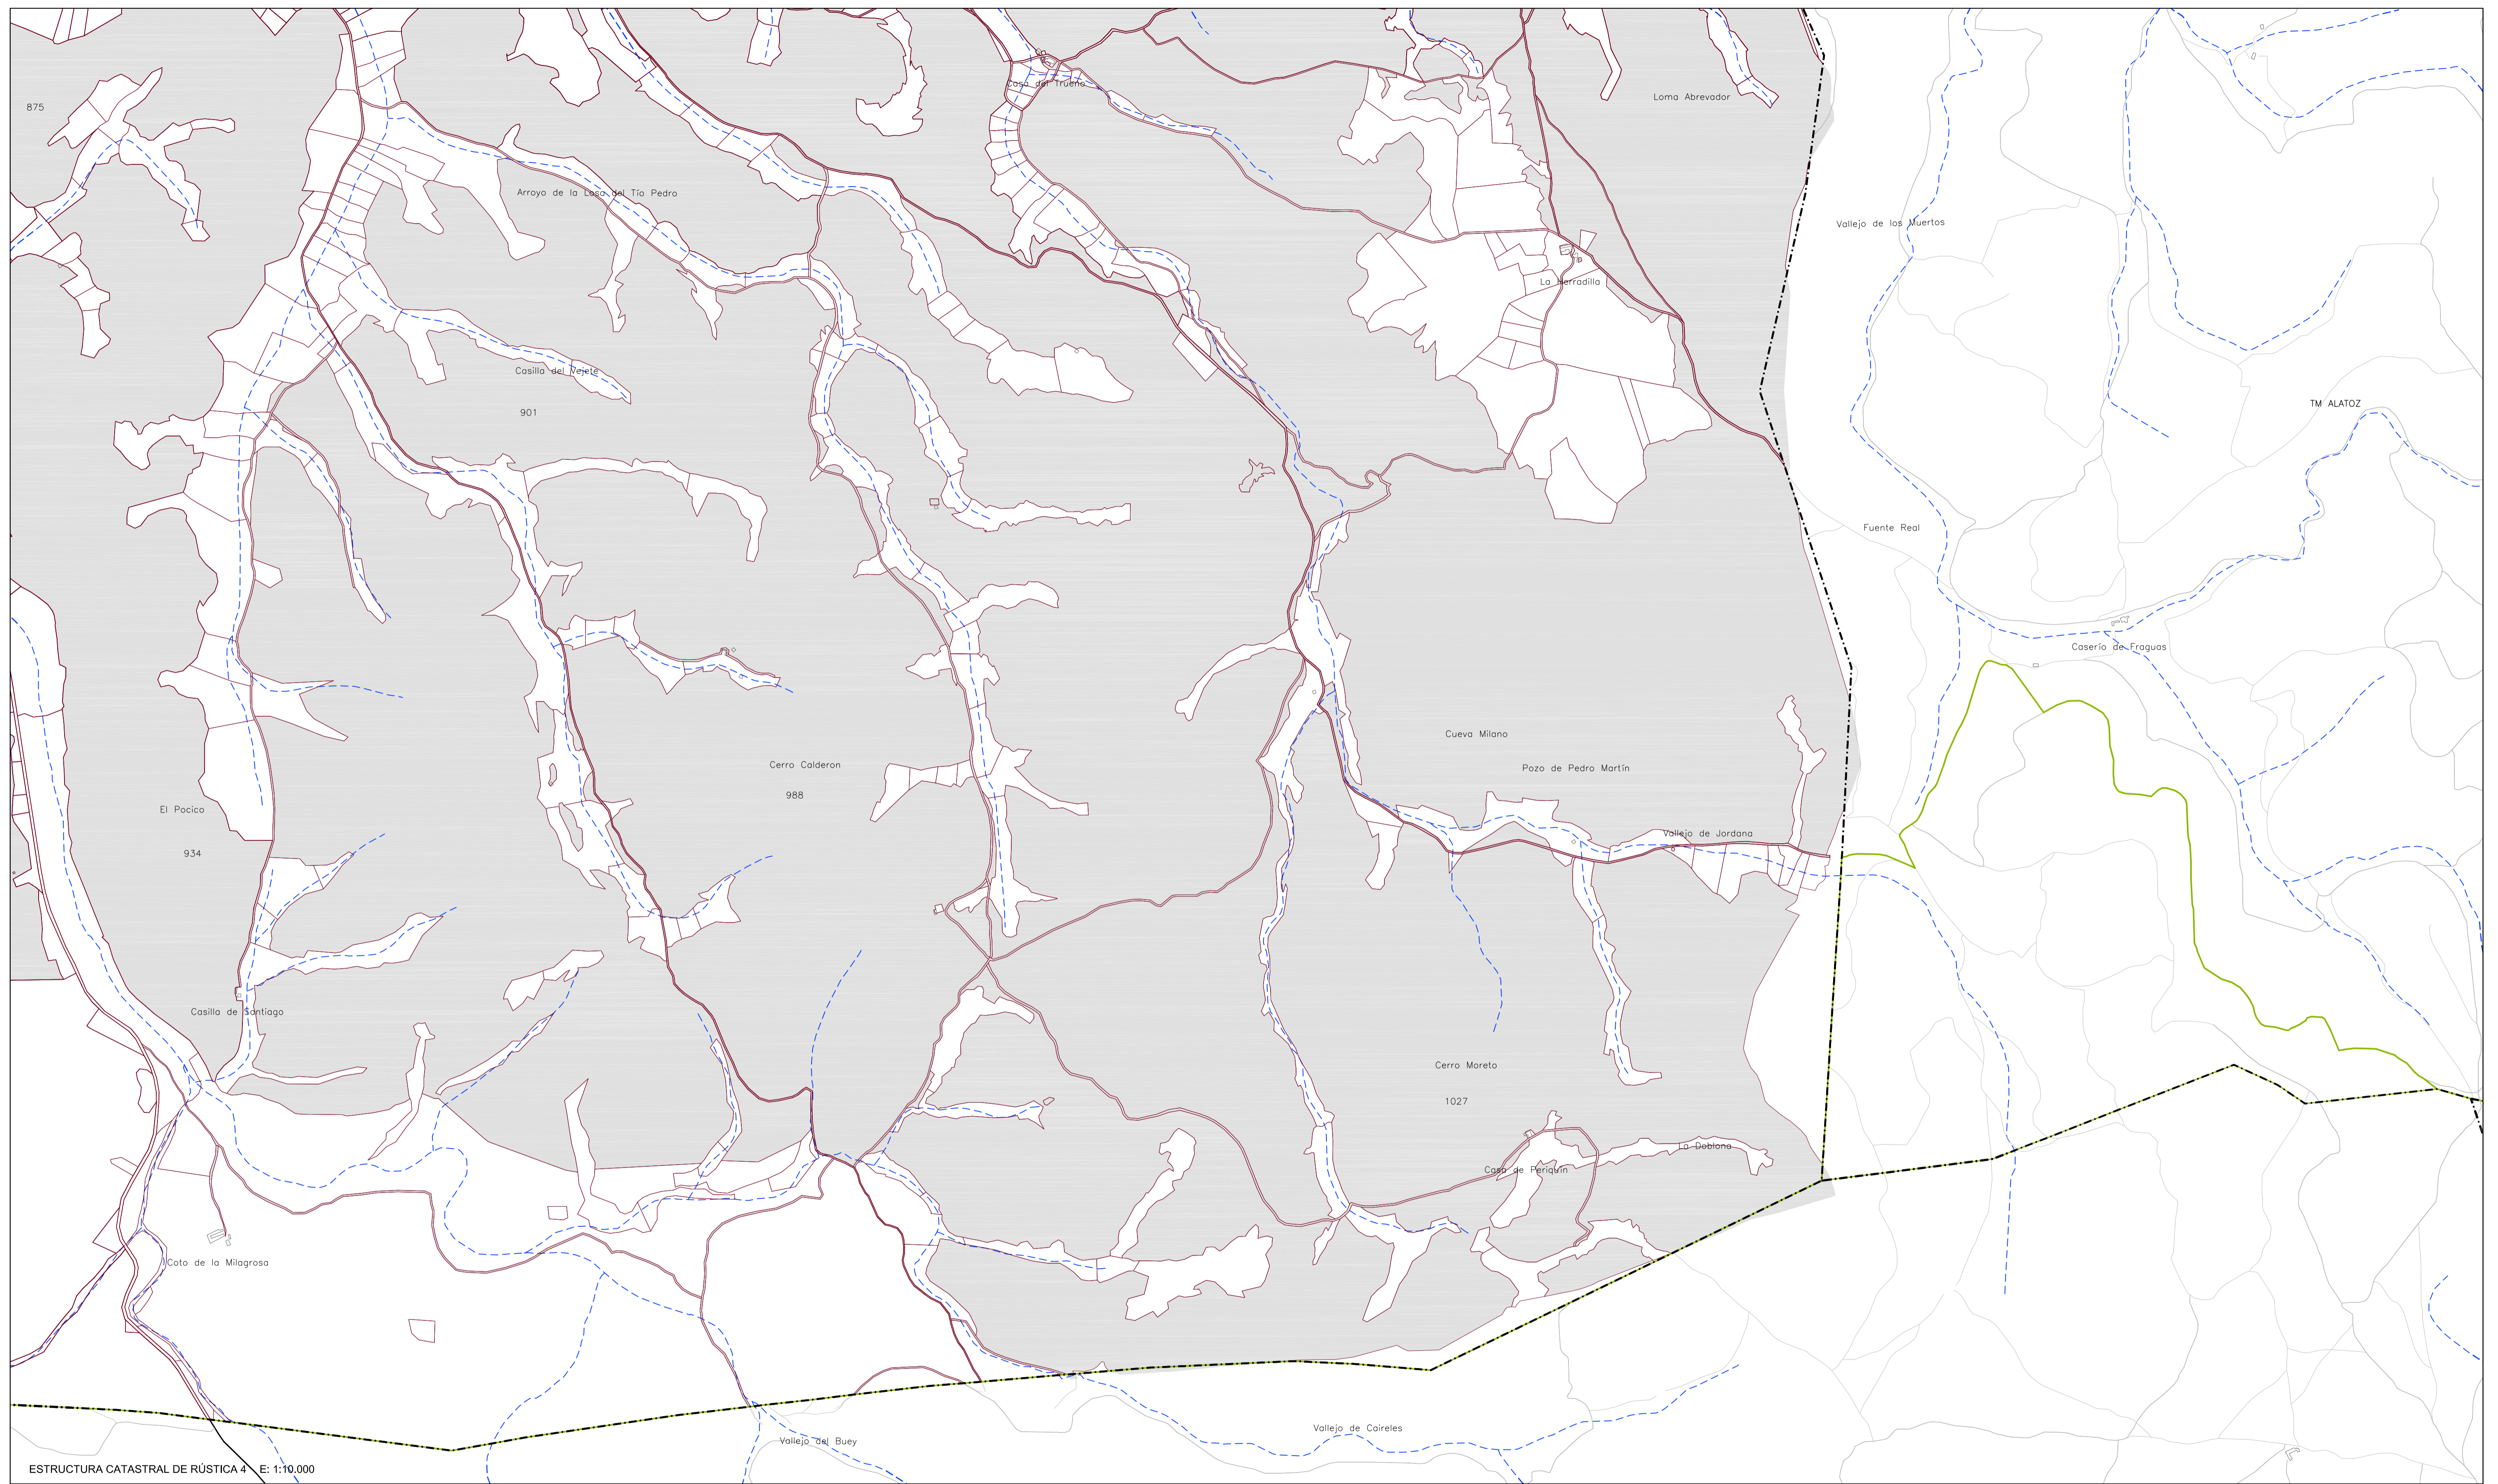 Casa del Trueno
Loma Abrevador
875
Arroyo de la Losa del Tío Pedro
Vallejo de los Muertos
La Herradilla
Casilla del Vejete
TM ALATOZ
901
Fuente Real
Caserío de Fraguas
Cueva Milano
Cerro Calderon
Pozo de Pedro Martín
988
El Pocico
Vallejo de Jordana
934
Casilla de Santiago
Cerro Moreto
1027
La Doblona
Casa de Periquin
Coto de la Milagrosa
Vallejo de Caireles
Vallejo del Buey
ESTRUCTURA CATASTRAL DE RÚSTICA 4 E: 1:10.000